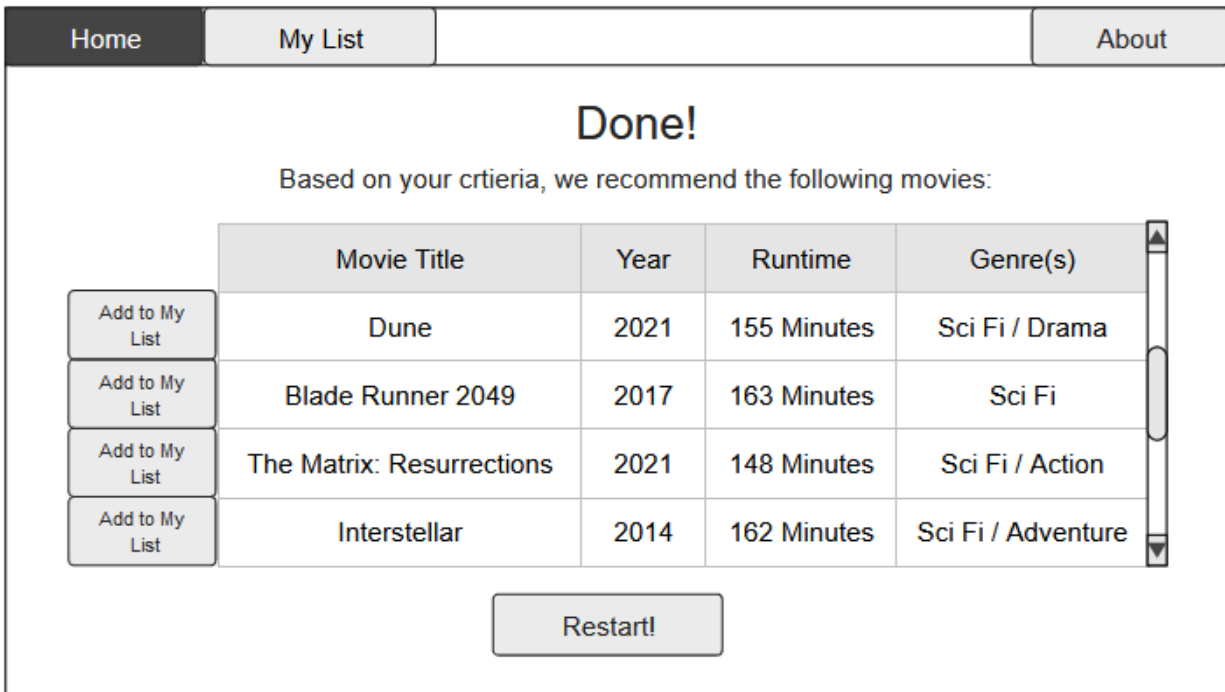 Home My List About
Done!
Based on your crtieria, we recommend the following movies:
Movie Title Year Runtime Genre(s)
Add to My
List
Dune 2021 155 Minutes Sci Fi / Drama
Add to My
List
Blade Runner 2049 2017 163 Minutes Sci Fi
Add to My
List
The Matrix: Resurrections 2021 148 Minutes Sci Fi / Action
Add to My
List
Interstellar 2014 162 Minutes Sci Fi / Adventure
Restart!